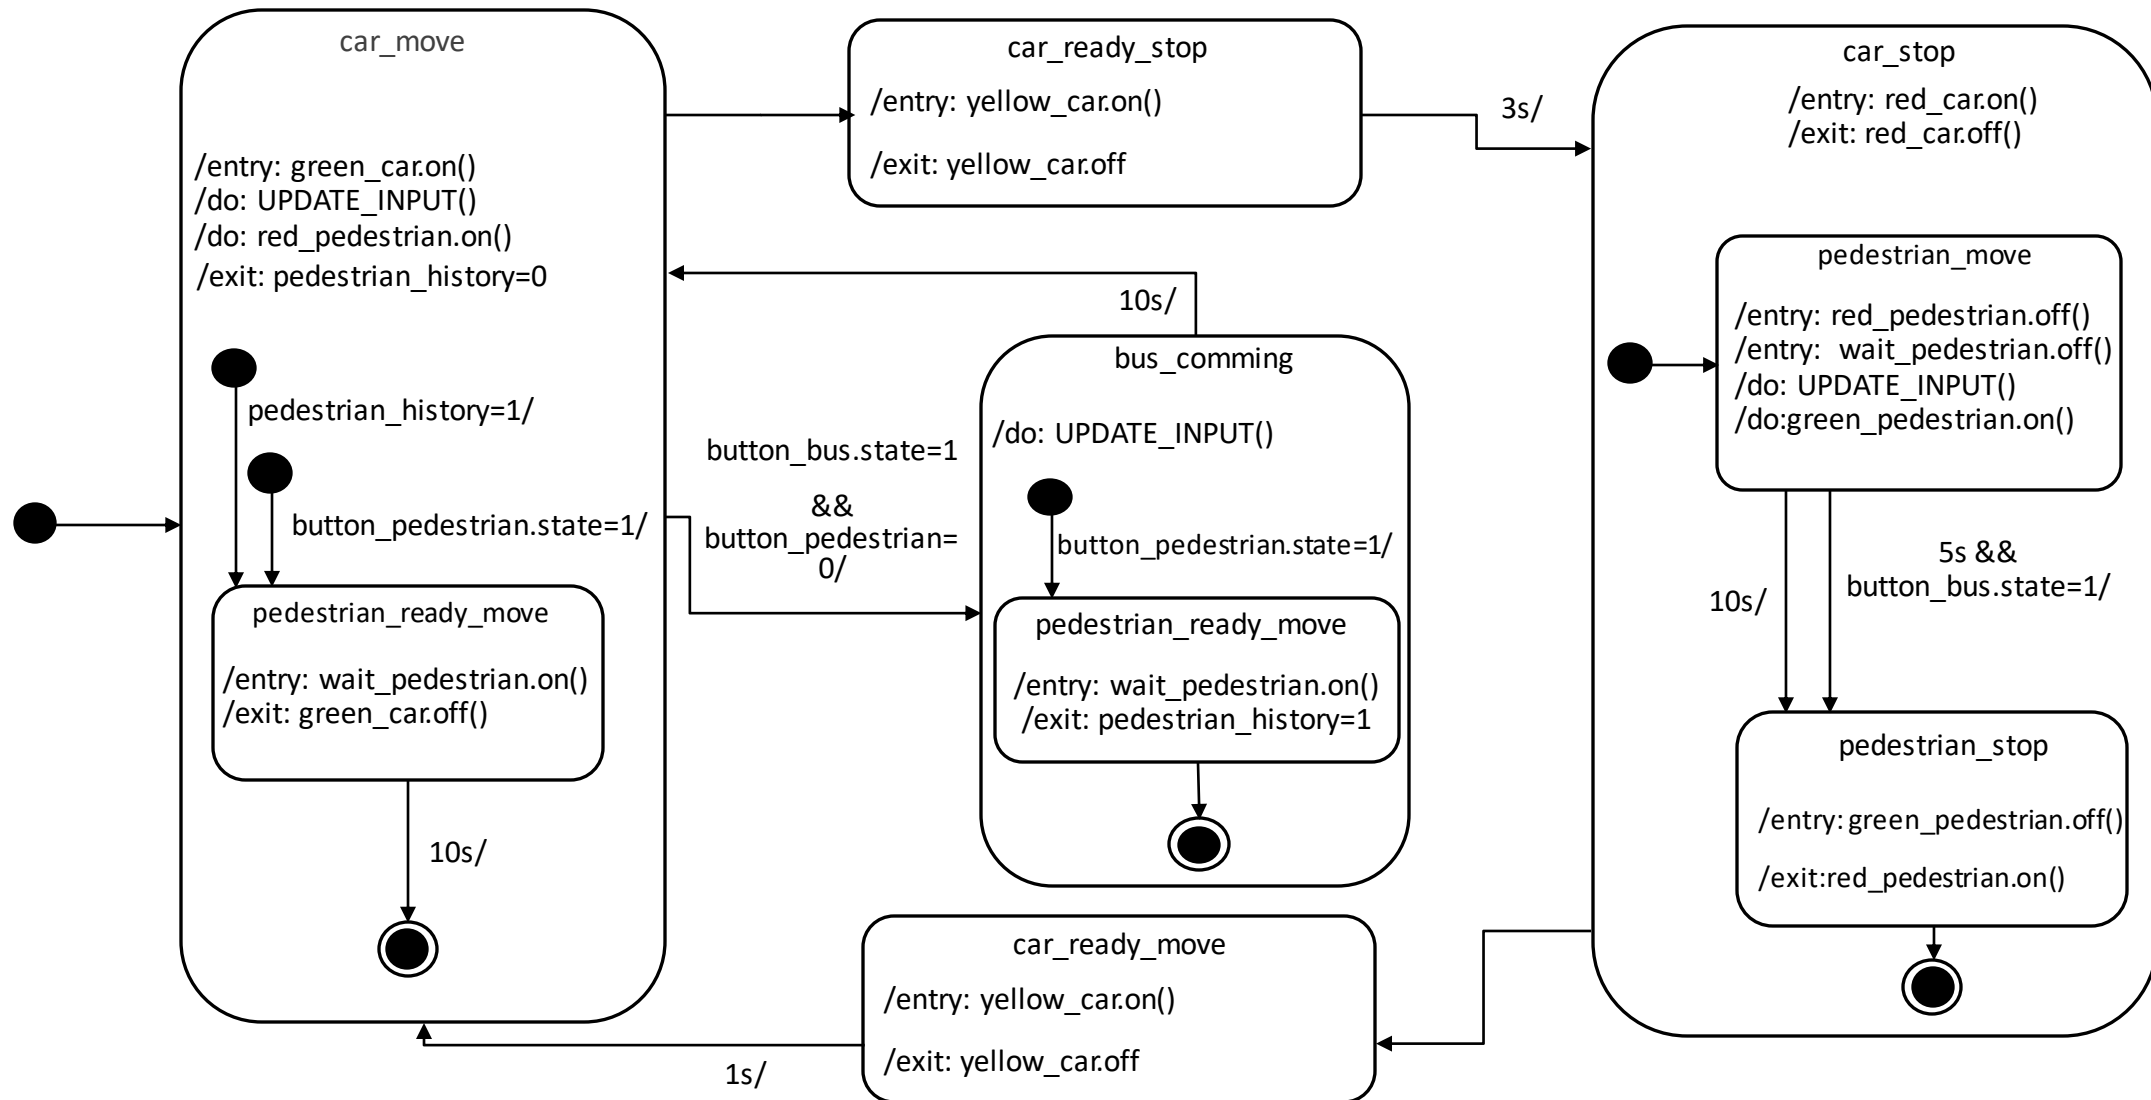 car_move
/entry: green_car.on()
/do: UPDATE_INPUT()
/do: red_pedestrian.on()
/exit: pedestrian_history=0
pedestrian_history=1/
button_pedestrian.state=1/
pedestrian_ready_move
/entry: wait_pedestrian.on()
/exit: green_car.off()
10s/
car_ready_stop
/entry: yellow_car.on()
/exit: yellow_car.off
3s/
10s/
button_bus.state=1
&&
button_pedestrian=
0/
bus_comming
/do: UPDATE_INPUT()
button_pedestrian.state=1/
pedestrian_ready_move
/entry: wait_pedestrian.on()
/exit: pedestrian_history=1
car_ready_move
/entry: yellow_car.on()
/exit: yellow_car.off
1s/
car_stop
/entry: red_car.on()
/exit: red_car.off()
pedestrian_move
/entry: red_pedestrian.off()
/entry: wait_pedestrian.off()
/do: UPDATE_INPUT()
/do:green_pedestrian.on()
5s &&
button_bus.state=1/
10s/
pedestrian_stop
/entry: green_pedestrian.off()
/exit:red_pedestrian.on()